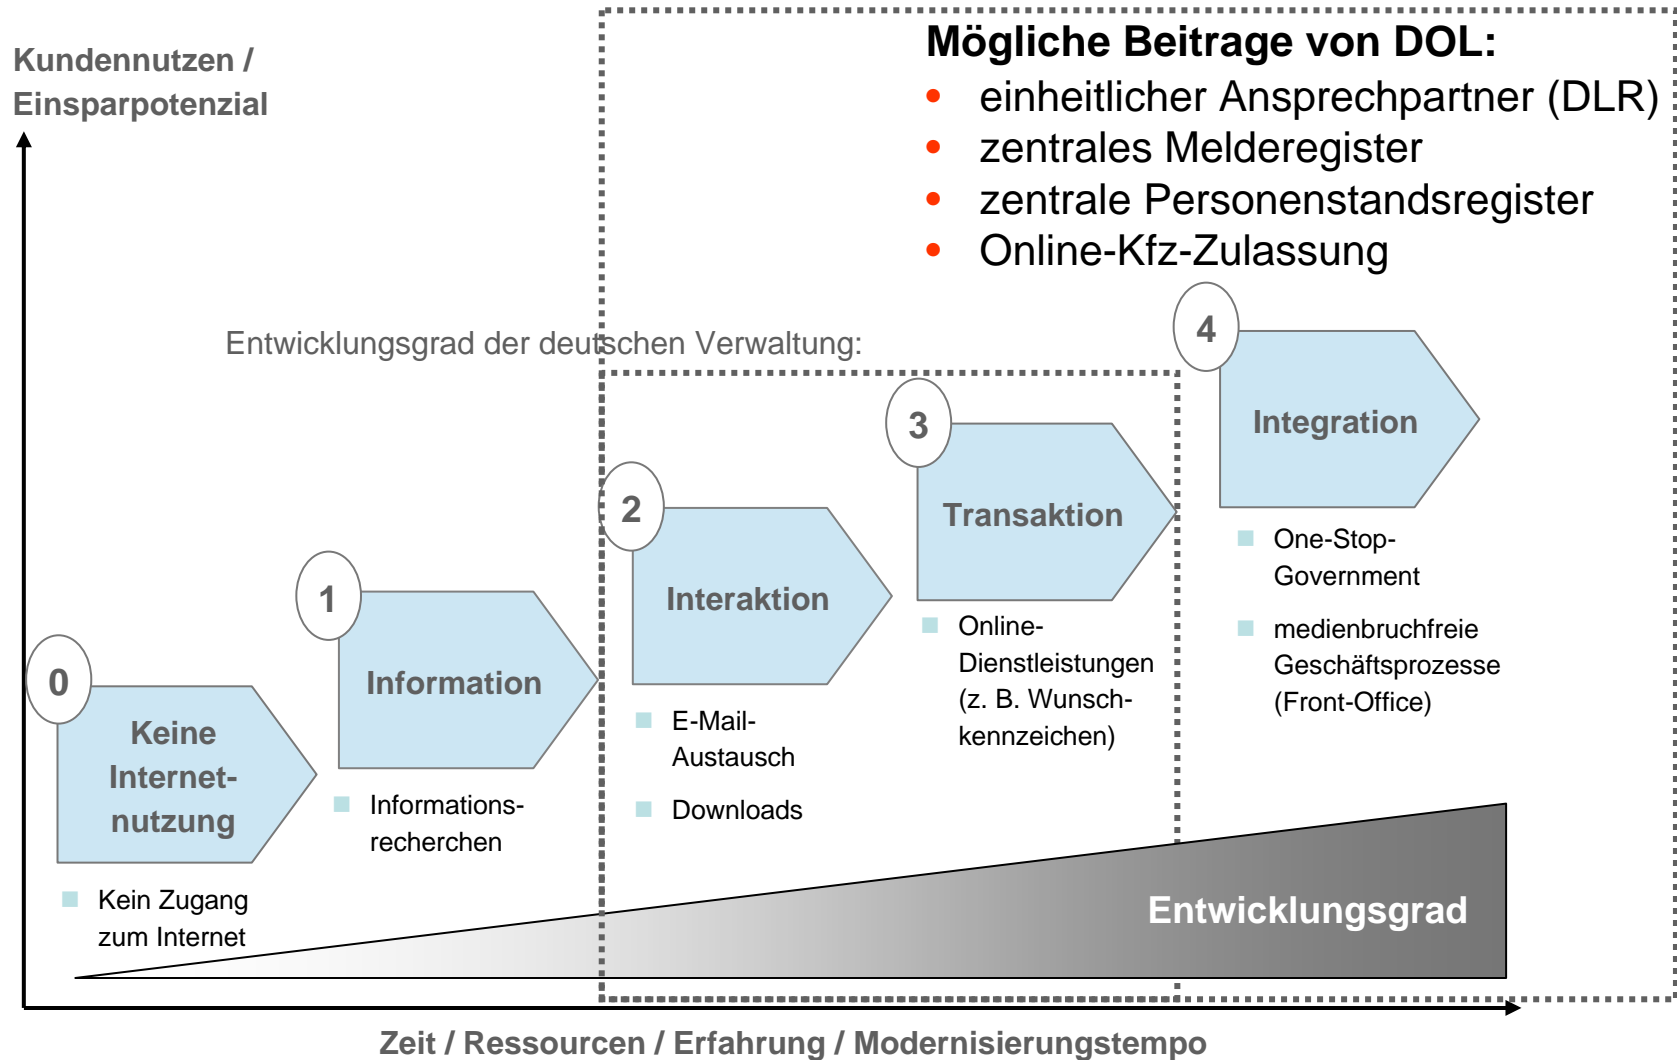 Kundennutzen /
Einsparpotenzial
Mögliche Beitrage von DOL:
einheitlicher Ansprechpartner (DLR)
zentrales Melderegister
zentrale Personenstandsregister
Online-Kfz-Zulassung
Entwicklungsgrad der deutschen Verwaltung:
0
Keine
Internet-
nutzung
Kein Zugang
zum Internet
1
Information
Informations-
recherchen
2
Interaktion
E-Mail-
Austausch
Downloads
3
Transaktion
Online-
Dienstleistungen
(z. B. Wunsch-
kennzeichen)
4
Integration
One-Stop-
Government
medienbruchfreie
Geschäftsprozesse
(Front-Office)
Entwicklungsgrad
Zeit / Ressourcen / Erfahrung / Modernisierungstempo